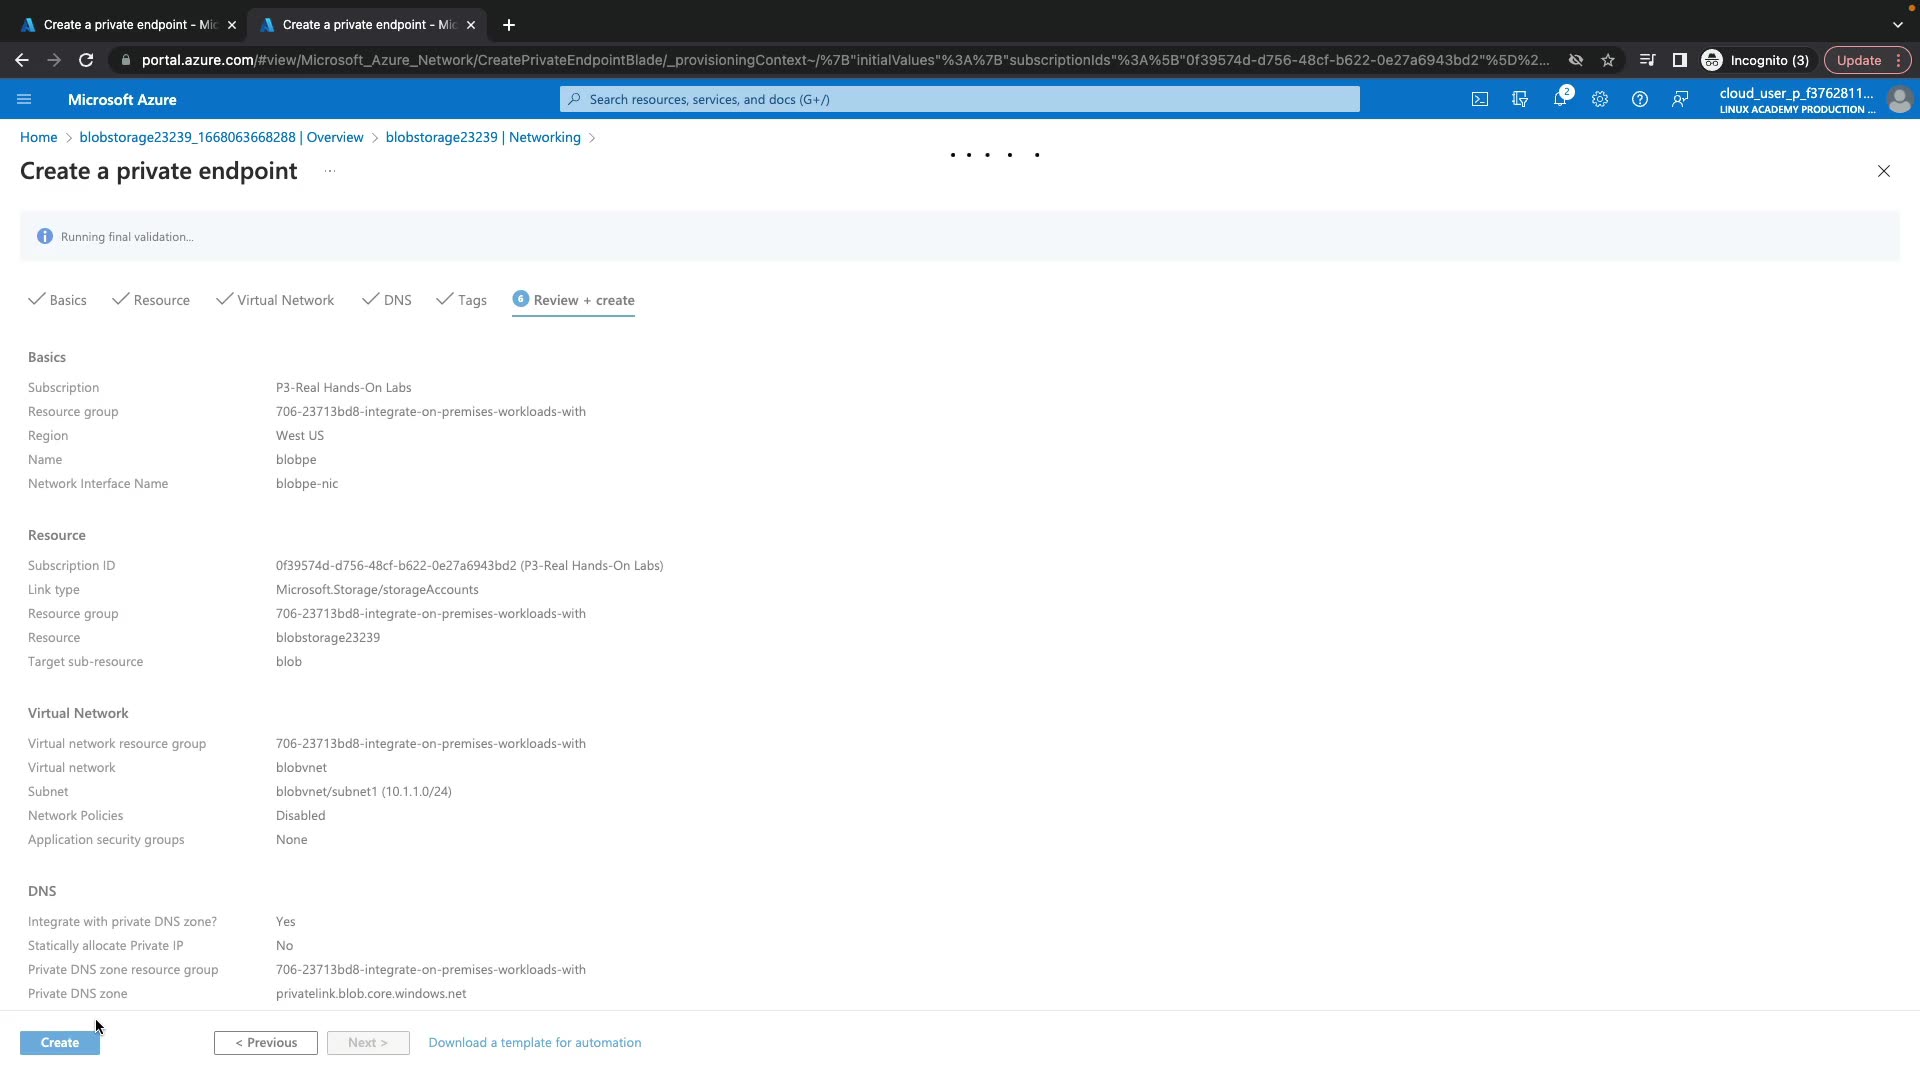 Create a private endpoint - Mic
Create a private endpoint - Mic
portal.azure.com/#view/Microsoft_Azure_Network/CreatePrivateEndpointBlade/_provisioningContext~/%7B"initialValues"%3A%7B"subscriptionIds"%3A%5B"0f39574d-d756-48cf-b622-0e27a6943bd2"%5D%2...
Incognito (3)
Update
Microsoft Azure
Search resources, services, and docs (G+/)
2
cloud_user_p_f3762811...
LINUX ACADEMY PRODUCTION ...
Home > blobstorage23239_1668063668288 | Overview > blobstorage23239 | Networking >
Create a private endpoint ...
Running final validation...
Basics
Resource
Virtual Network
DNS
Tags
6 Review + create
Basics
Subscription P3-Real Hands-On Labs
Resource group 706-23713bd8-integrate-on-premises-workloads-with
Region West US
Name blobpe
Network Interface Name blobpe-nic
Resource
Subscription ID 0f39574d-d756-48cf-b622-0e27a6943bd2 (P3-Real Hands-On Labs)
Link type Microsoft.Storage/storageAccounts
Resource group 706-23713bd8-integrate-on-premises-workloads-with
Resource blobstorage23239
Target sub-resource blob
Virtual Network
Virtual network resource group 706-23713bd8-integrate-on-premises-workloads-with
Virtual network blobvnet
Subnet blobvnet/subnet1 (10.1.1.0/24)
Network Policies Disabled
Application security groups None
DNS
Integrate with private DNS zone? Yes
Statically allocate Private IP No
Private DNS zone resource group 706-23713bd8-integrate-on-premises-workloads-with
Private DNS zone privatelink.blob.core.windows.net
Create
< Previous
Next >
Download a template for automation